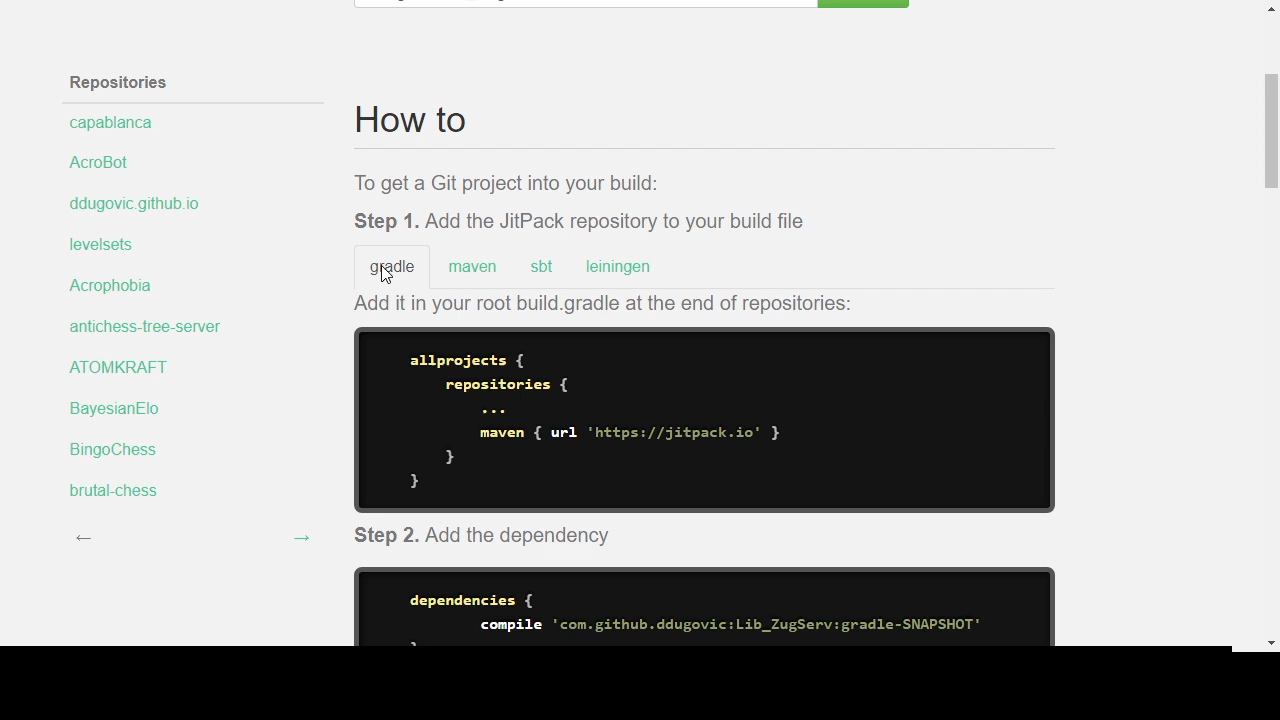 Repositories
capablanca
AcroBot
ddugovic.github.io
levelsets
Acrophobia
antichess-tree-server
ATOMKRAFT
BayesianElo
BingoChess
brutal-chess
← →
How to
To get a Git project into your build:
Step 1. Add the JitPack repository to your build file
gradle maven sbt leiningen
Add it in your root build.gradle at the end of repositories:
allprojects {
repositories {
...
maven { url 'https://jitpack.io' }
}
}
Step 2. Add the dependency
dependencies {
compile 'com.github.ddugovic:Lib_ZugServ:gradle-SNAPSHOT'